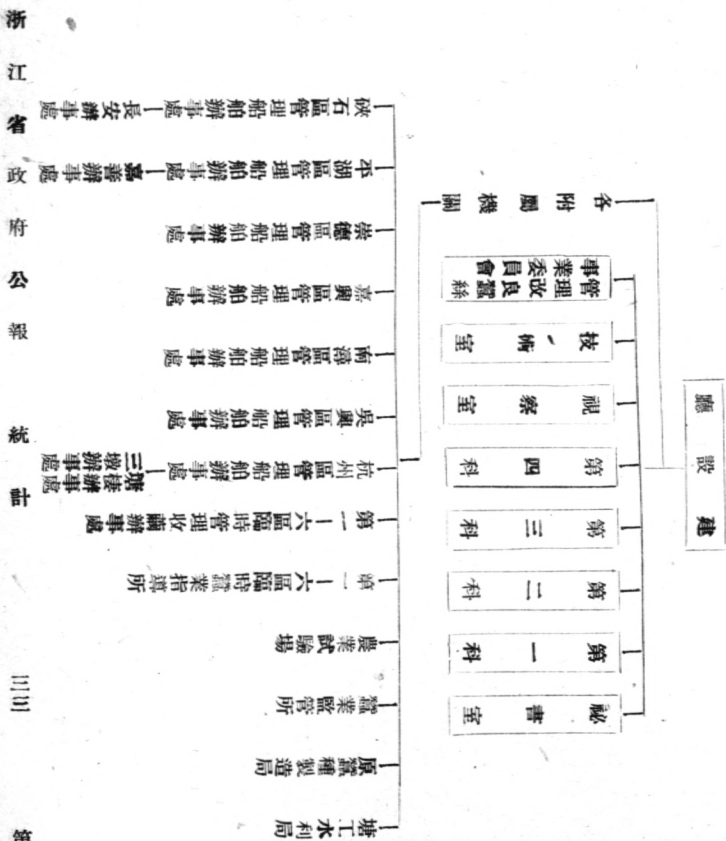 浙江省政府公報
統計
第
建設廳
祕書室
第一科
第二科
第三科
第四科
視察室
技術室
管理改良蠶絲
事業委員會
各附屬機關
塘工水利局
原蠶種製造局
蠶業監管所
農業試驗場
第一—六區臨時蠶業指導所
第一—六區臨時管理收繭辦事處
杭州區管理船舶辦事處
塘棲辦事處
三墩辦事處
吳興區管理船舶辦事處
南潯區管理船舶辦事處
嘉興區管理船舶辦事處
崇德區管理船舶辦事處
平湖區管理船舶辦事處—嘉善辦事處
硤石區管理船舶辦事處—長安辦事處